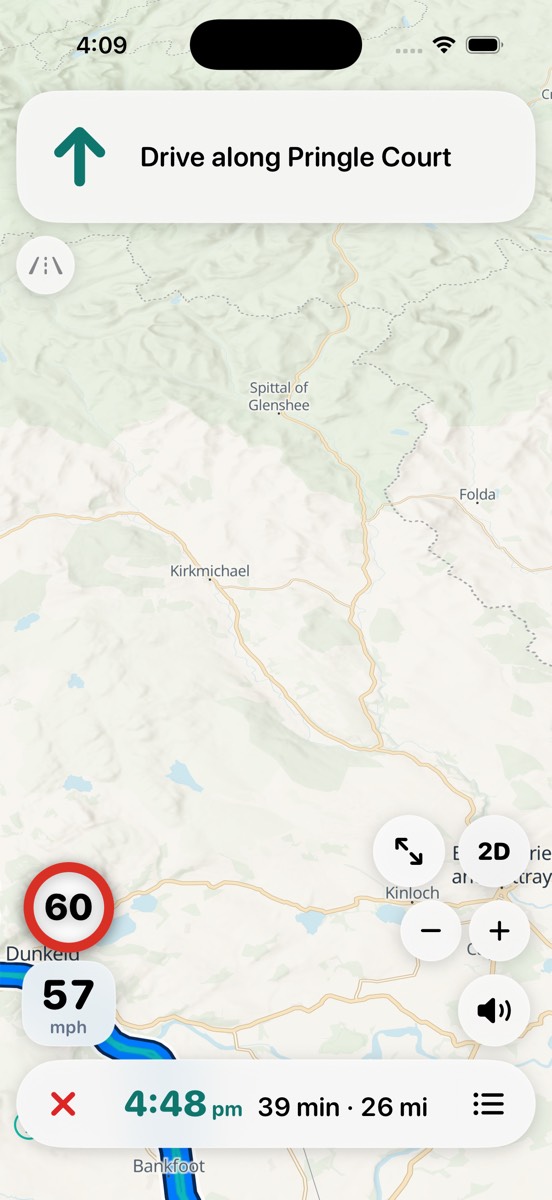 4:09
Drive along Pringle Court
Spittal of
Glenshee
Folda
Kirkmichael
2D
Kinloch
60
Dunkeld
57
mph
4:48 pm 39 min · 26 mi
Bankfoot